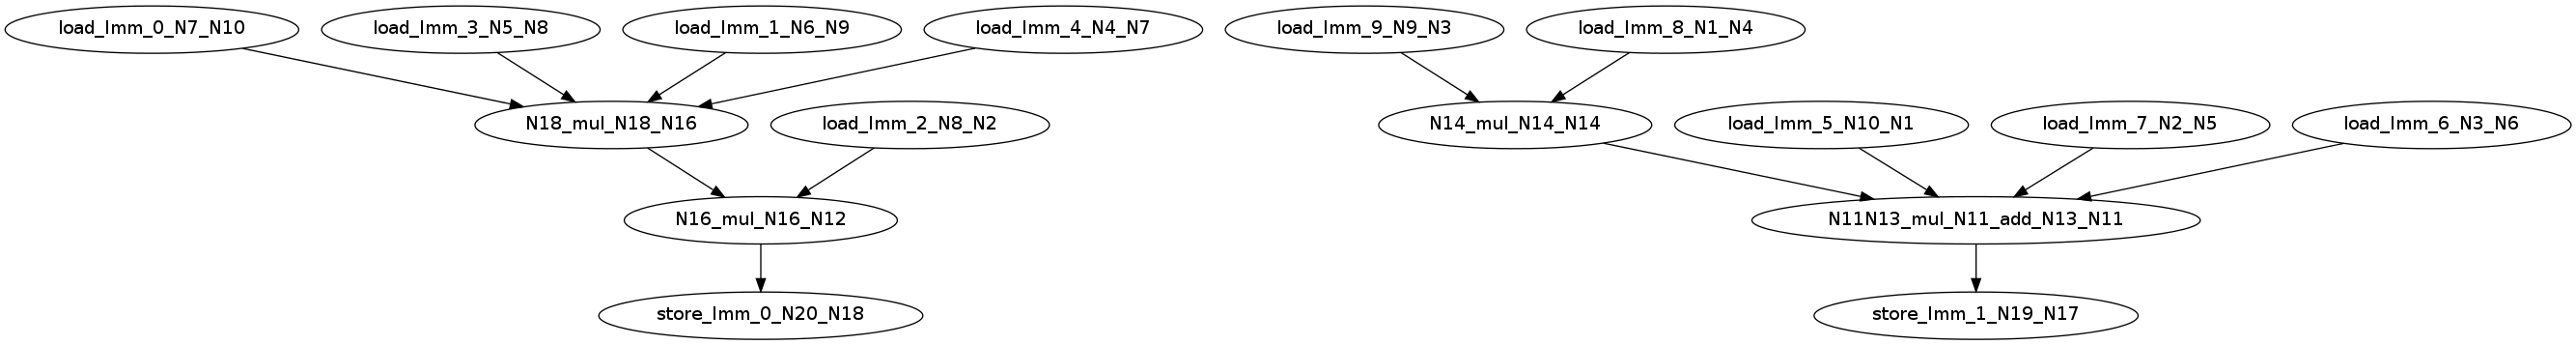 load_Imm_0_N7_N10
load_Imm_3_N5_N8
load_Imm_1_N6_N9
load_Imm_4_N4_N7
load_Imm_9_N9_N3
load_Imm_8_N1_N4
N18_mul_N18_N16
load_Imm_2_N8_N2
N14_mul_N14_N14
load_Imm_5_N10_N1
load_Imm_7_N2_N5
load_Imm_6_N3_N6
N16_mul_N16_N12
N11N13_mul_N11_add_N13_N11
store_Imm_0_N20_N18
store_Imm_1_N19_N17